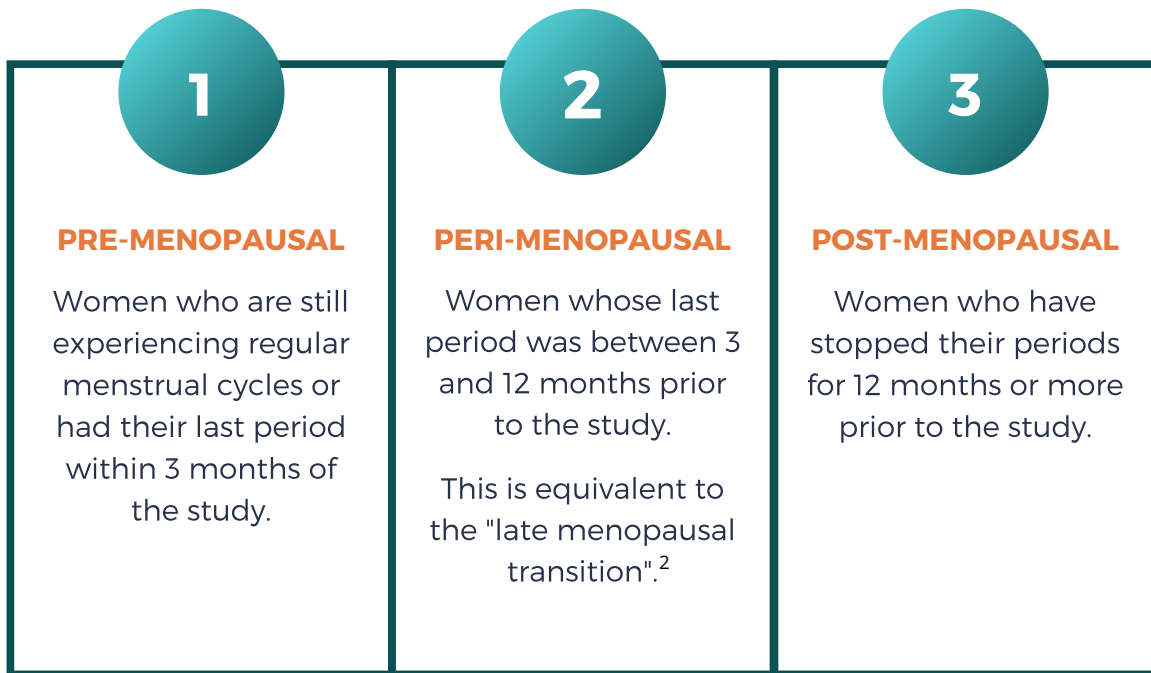 1
PRE-MENOPAUSAL
Women who are still
experiencing regular
menstrual cycles or
had their last period
within 3 months of
the study.
2
PERI-MENOPAUSAL
Women whose last
period was between 3
and 12 months prior
to the study.
This is equivalent to
the "late menopausal
transition".²
3
POST-MENOPAUSAL
Women who have
stopped their periods
for 12 months or more
prior to the study.